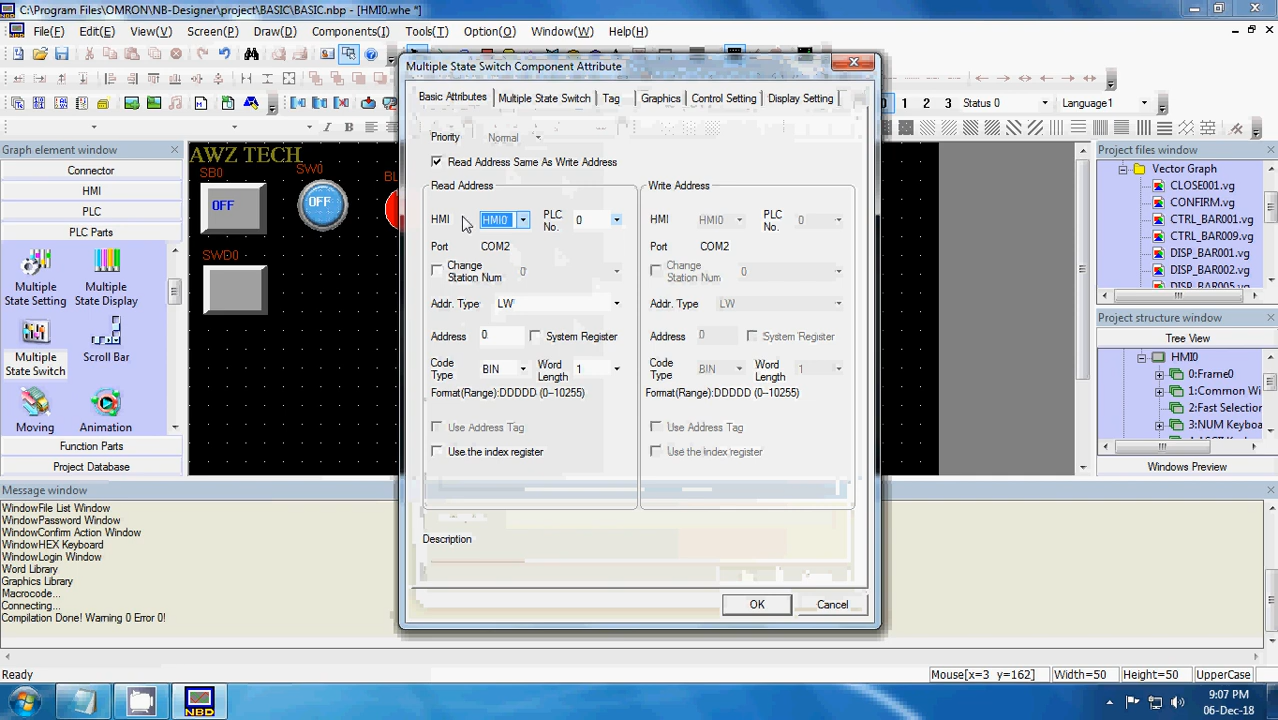 C:\Program Files\OMRON\NB-Designer\project\BASIC\BASIC.nbp - [HMI0.whe *]
File(F) Edit(E) View(V) Screen(P) Draw(D) Components(I) Tools(T) Option(O) Window(W) Help(H)
0 1 2 3 Status 0 Language1
Graph element window
Connector
HMI
PLC
PLC Parts
Multiple State Setting
Multiple State Display
Multiple State Switch
Scroll Bar
Moving
Animation
Function Parts
Project Database
AWZ TECH
SB0
OFF
SW0
OFF
BL
SWD0
Multiple State Switch Component Attribute
Basic Attributes Multiple State Switch Tag Graphics Control Setting Display Setting
Priority Normal
Read Address Same As Write Address
Read Address
HMI HMI0 PLC No. 0
Port COM2
Change Station Num 0
Addr. Type LW
Address 0 System Register
Code Type BIN Word Length 1
Format(Range):DDDDD (0--10255)
Use Address Tag
Use the index register
Write Address
HMI HMI0 PLC No. 0
Port COM2
Change Station Num 0
Addr. Type LW
Address 0 System Register
Code Type BIN Word Length 1
Format(Range):DDDDD (0--10255)
Use Address Tag
Use the index register
Description
OK Cancel
Project files window
Vector Graph
CLOSE001.vg
CONFIRM.vg
CTRL_BAR001.vg
CTRL_BAR009.vg
DISP_BAR001.vg
DISP_BAR002.vg
Project structure window
Tree View
HMI0
0:Frame0
1:Common Wi
2:Fast Selection
3:NUM Keyboa
Windows Preview
Message window
WindowFile List Window
WindowPassword Window
WindowConfirm Action Window
WindowHEX Keyboard
WindowLogin Window
Word Library
Graphics Library
Macrocode...
Connecting...
Compilation Done! Warning 0 Error 0!
Ready Mouse[x=3 y=162] Width=50 Height=50 UpperCase
NBD
9:07 PM
06-Dec-18